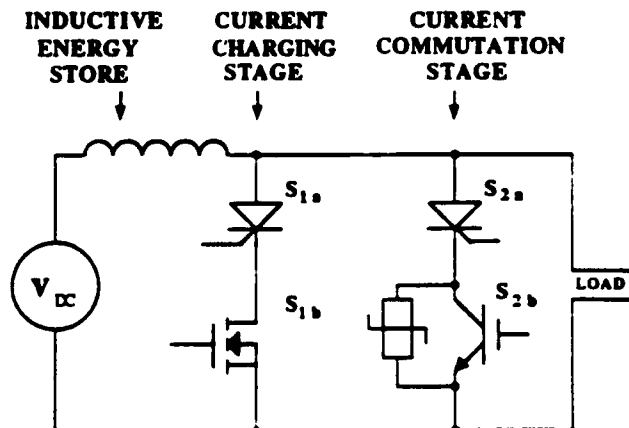 INDUCTIVE ENERGY STORE
CURRENT CHARGING STAGE
CURRENT COMMUTATION STAGE
S1a
S2a
VDC
S1b
S2b
LOAD